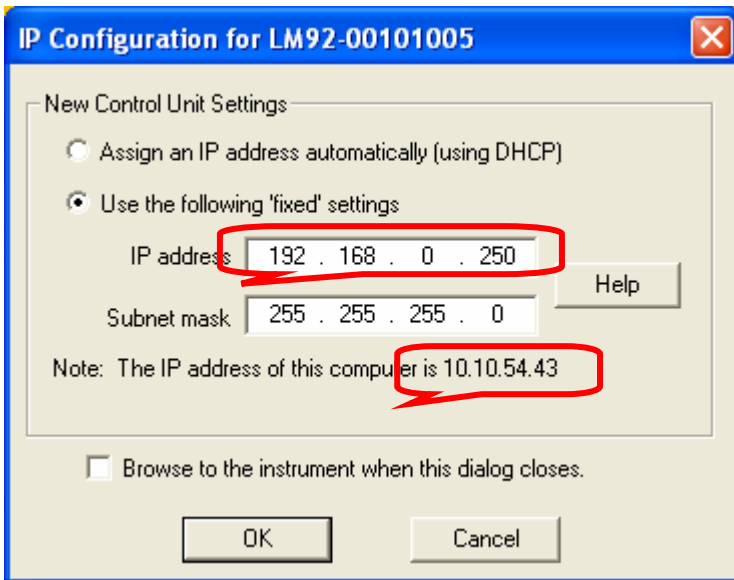 IP Configuration for LM92-00101005
New Control Unit Settings
Assign an IP address automatically (using DHCP)
Use the following 'fixed' settings
IP address 192 . 168 . 0 . 250
Help
Subnet mask 255 . 255 . 255 . 0
Note: The IP address of this computer is 10.10.54.43
Browse to the instrument when this dialog closes.
OK Cancel